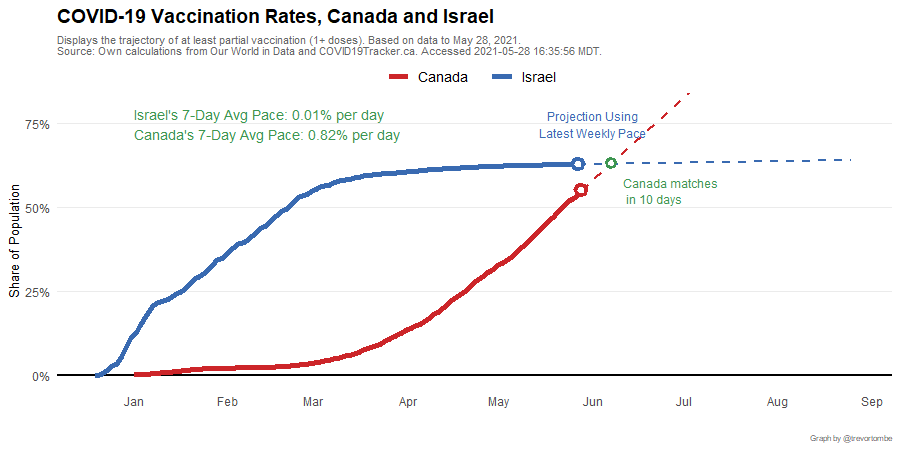 COVID-19 Vaccination Rates, Canada and Israel
Displays the trajectory of at least partial vaccination (1+ doses). Based on data to May 28, 2021.
Source: Own calculations from Our World in Data and COVID19Tracker.ca. Accessed 2021-05-28 16:35:56 MDT.
Canada Israel
Israel's 7-Day Avg Pace: 0.01% per day
Canada's 7-Day Avg Pace: 0.82% per day
Projection Using
Latest Weekly Pace
Canada matches
in 10 days
Share of Population
75%
50%
25%
0%
Jan Feb Mar Apr May Jun Jul Aug Sep
Graph by @trevortombe